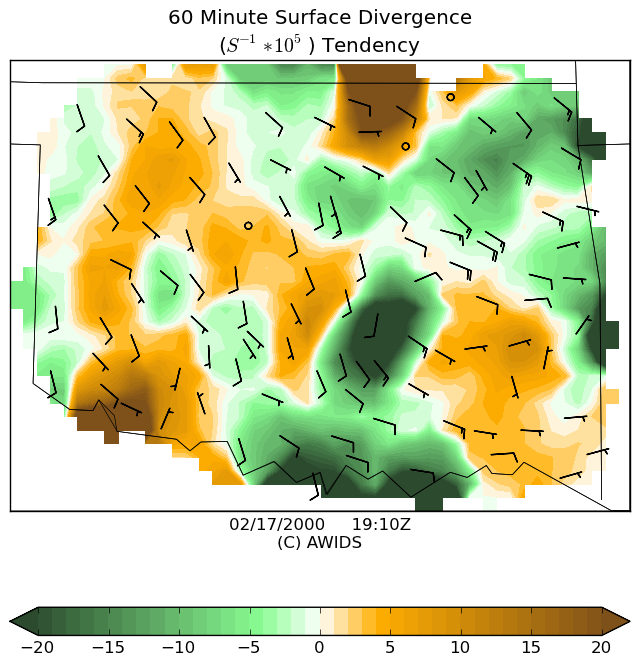 60 Minute Surface Divergence
(S⁻¹ * 10⁵ ) Tendency
02/17/2000 19:10Z
(C) AWIDS
−20 −15 −10 −5 0 5 10 15 20